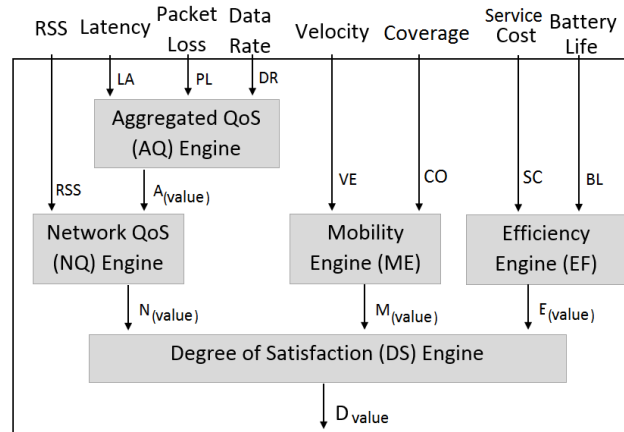 RSS
Latency
Packet
Loss
Data
Rate
Velocity
Coverage
Service
Cost
Battery
Life
LA
PL
DR
Aggregated QoS
(AQ) Engine
RSS
A(value)
VE
CO
SC
BL
Network QoS
(NQ) Engine
Mobility
Engine (ME)
Efficiency
Engine (EF)
N(value)
M(value)
E(value)
Degree of Satisfaction (DS) Engine
D value